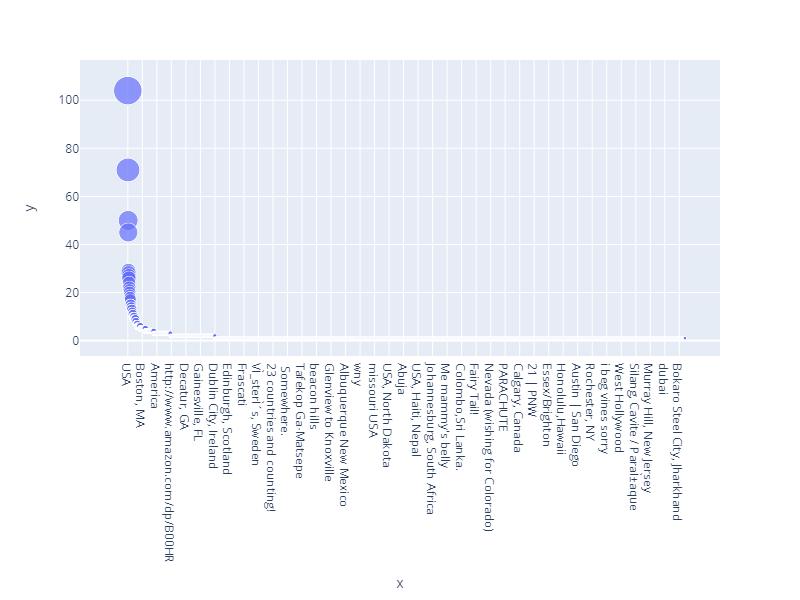 100
80
60
40
20
0
y
USA
Boston, MA
America
http://www.amazon.com/dp/B00HR
Decatur, GA
Gainesville, FL
Dublin City, Ireland
Edinburgh, Scotland
Frascati
Vi_steri´s, Sweden
23 countries and counting!
Somewhere.
Tafekop Ga-Matsepe
beacon hills
Glenview to Knoxville
Albuquerque New Mexico
wny
missouri USA
USA, North Dakota
Abuja
USA, Haiti, Nepal
Johannesburg, South Africa
Me mammy's belly
Colombo,Sri Lanka.
Fairy Tail!
Nevada (wishing for Colorado)
PARACHUTE
Calgary, Canada
21 | PNW
Essex/Brighton
Honolulu,Hawaii
Austin | San Diego
Rochester, NY
i beg vines sorry
West Hollywood
Silang, Cavite / Parañaque
Murray Hill, New Jersey
dubai
Bokaro Steel City, Jharkhand
x